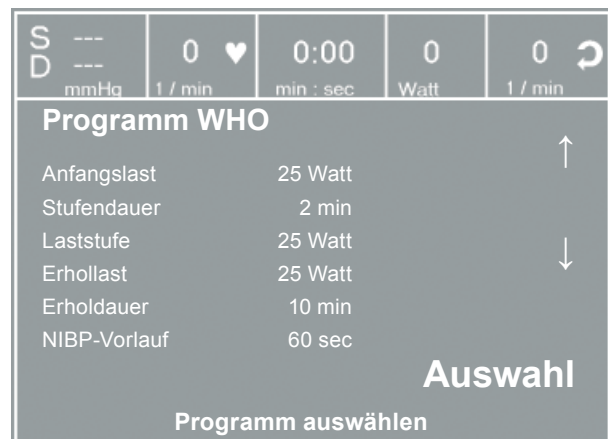 S --- 0 ♥ 0:00 0 0
D ---
mmHg 1 / min min : sec Watt 1 / min
Programm WHO
↑
Anfangslast 25 Watt
Stufendauer 2 min
Laststufe 25 Watt
↓
Erhollast 25 Watt
Erholdauer 10 min
NIBP-Vorlauf 60 sec
Auswahl
Programm auswählen